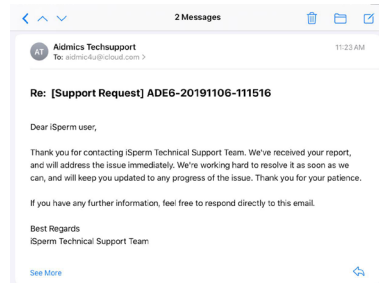 2 Messages
AT
Aidmics Techsupport
11:23 AM
To: aidmic4u@icloud.com >
Re: [Support Request] ADE6-20191106-111516
Dear iSperm user,
Thank you for contacting iSperm Technical Support Team. We've received your report,
and will address the issue immediately. We're working hard to resolve it as soon as we
can, and will keep you updated to any progress of the issue. Thank you for your patience.
If you have any further information, feel free to respond directly to this email.
Best Regards
iSperm Technical Support Team
See More